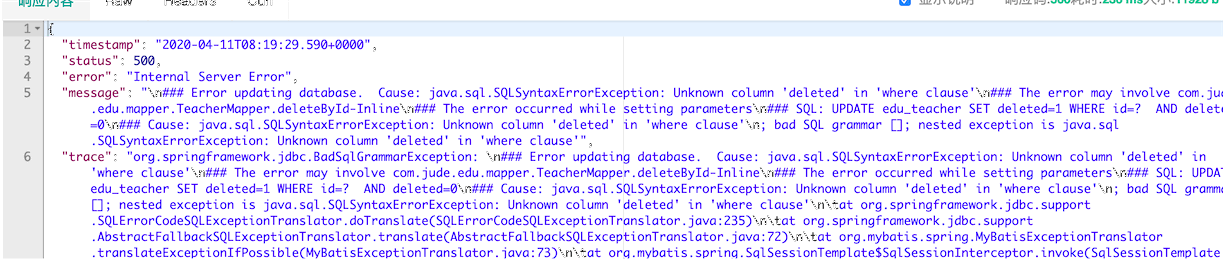 响应内容 Raw Headers Curl 显示说明 响应码:500耗时:236 ms大小:11928 b
1 {
2 "timestamp": "2020-04-11T08:19:29.590+0000",
3 "status": 500,
4 "error": "Internal Server Error",
5 "message": "\n### Error updating database.  Cause: java.sql.SQLSyntaxErrorException: Unknown column 'deleted' in 'where clause'\n### The error may involve com.jude
.edu.mapper.TeacherMapper.deleteById-Inline\n### The error occurred while setting parameters\n### SQL: UPDATE edu_teacher SET deleted=1 WHERE id=?  AND delete
=0\n### Cause: java.sql.SQLSyntaxErrorException: Unknown column 'deleted' in 'where clause'\n; bad SQL grammar []; nested exception is java.sql
.SQLSyntaxErrorException: Unknown column 'deleted' in 'where clause'",
6 "trace": "org.springframework.jdbc.BadSqlGrammarException: \n### Error updating database.  Cause: java.sql.SQLSyntaxErrorException: Unknown column 'deleted' in
'where clause'\n### The error may involve com.jude.edu.mapper.TeacherMapper.deleteById-Inline\n### The error occurred while setting parameters\n### SQL: UPDA
edu_teacher SET deleted=1 WHERE id=?  AND deleted=0\n### Cause: java.sql.SQLSyntaxErrorException: Unknown column 'deleted' in 'where clause'\n; bad SQL gramma
[]; nested exception is java.sql.SQLSyntaxErrorException: Unknown column 'deleted' in 'where clause'\n\tat org.springframework.jdbc.support
.SQLErrorCodeSQLExceptionTranslator.doTranslate(SQLErrorCodeSQLExceptionTranslator.java:235)\n\tat org.springframework.jdbc.support
.AbstractFallbackSQLExceptionTranslator.translate(AbstractFallbackSQLExceptionTranslator.java:72)\n\tat org.mybatis.spring.MyBatisExceptionTranslator
.translateExceptionIfPossible(MyBatisExceptionTranslator.java:73)\n\tat org.mybatis.spring.SqlSessionTemplate$SqlSessionInterceptor.invoke(SqlSessionTemplate